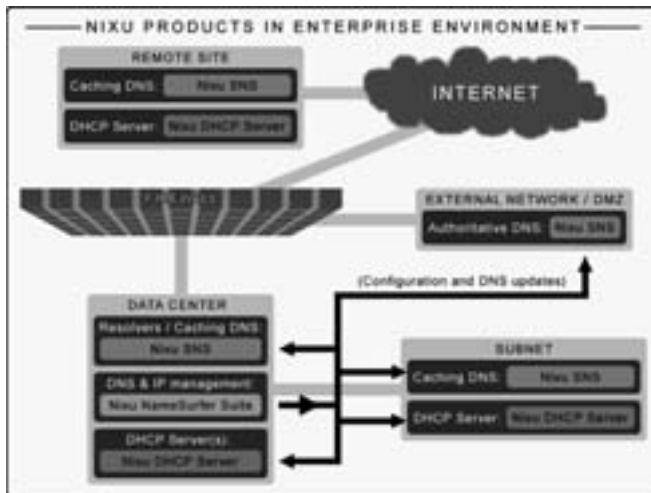 NIXU PRODUCTS IN ENTERPRISE ENVIRONMENT
REMOTE SITE
Caching DNS: Nixu SNS
DHCP Server: Nixu DHCP Server
INTERNET
EXTERNAL NETWORK / DMZ
Authoritative DNS: Nixu SNS
(Configuration and DNS updates)
DATA CENTER
Resolvers / Caching DNS:
Nixu SNS
DNS & IP management:
Nixu NameSurfer Suite
DHCP Server(s):
Nixu DHCP Server
SUBNET
Caching DNS: Nixu SNS
DHCP Server: Nixu DHCP Server